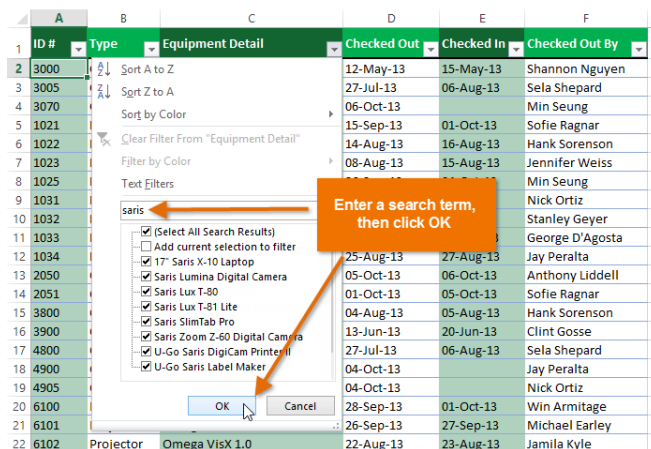 A B C D E F
1 ID # Type Equipment Detail Checked Out Checked In Checked Out By
2 3000 Sort A to Z 12-May-13 15-May-13 Shannon Nguyen
3 3005 Sort Z to A 27-Jul-13 06-Aug-13 Sela Shepard
4 3070 Sort by Color 06-Oct-13 Min Seung
5 1021 15-Sep-13 01-Oct-13 Sofie Ragnar
6 1022 Clear Filter From "Equipment Detail" 14-Aug-13 16-Aug-13 Hank Sorenson
7 1023 Filter by Color 08-Aug-13 15-Aug-13 Jennifer Weiss
8 1025 Text Filters Min Seung
9 1031 saris Enter a search term, Nick Ortiz
10 1032 (Select All Search Results) then click OK Stanley Geyer
11 1033 Add current selection to filter George D'Agosta
12 1034 17" Saris X-10 Laptop 25-Aug-13 27-Aug-13 Jay Peralta
13 2050 Saris Lumina Digital Camera 05-Oct-13 06-Oct-13 Anthony Liddell
14 2051 Saris Lux T-80 01-Oct-13 05-Oct-13 Sofie Ragnar
15 3800 Saris Lux T-81 Lite 04-Aug-13 05-Aug-13 Hank Sorenson
Saris SlimTab Pro
16 3900 Saris Zoom Z-60 Digital Camera 13-Jun-13 20-Jun-13 Clint Gosse
17 4800 U-Go Saris DigiCam Printer II 27-Jul-13 06-Aug-13 Sela Shepard
18 4900 U-Go Saris Label Maker 04-Oct-13 Jay Peralta
19 4905 04-Oct-13 Nick Ortiz
20 6100 OK Cancel 28-Sep-13 01-Oct-13 Win Armitage
21 6101 26-Sep-13 27-Sep-13 Michael Earley
22 6102 Projector Omega VisX 1.0 22-Aug-13 23-Aug-13 Jamila Kyle